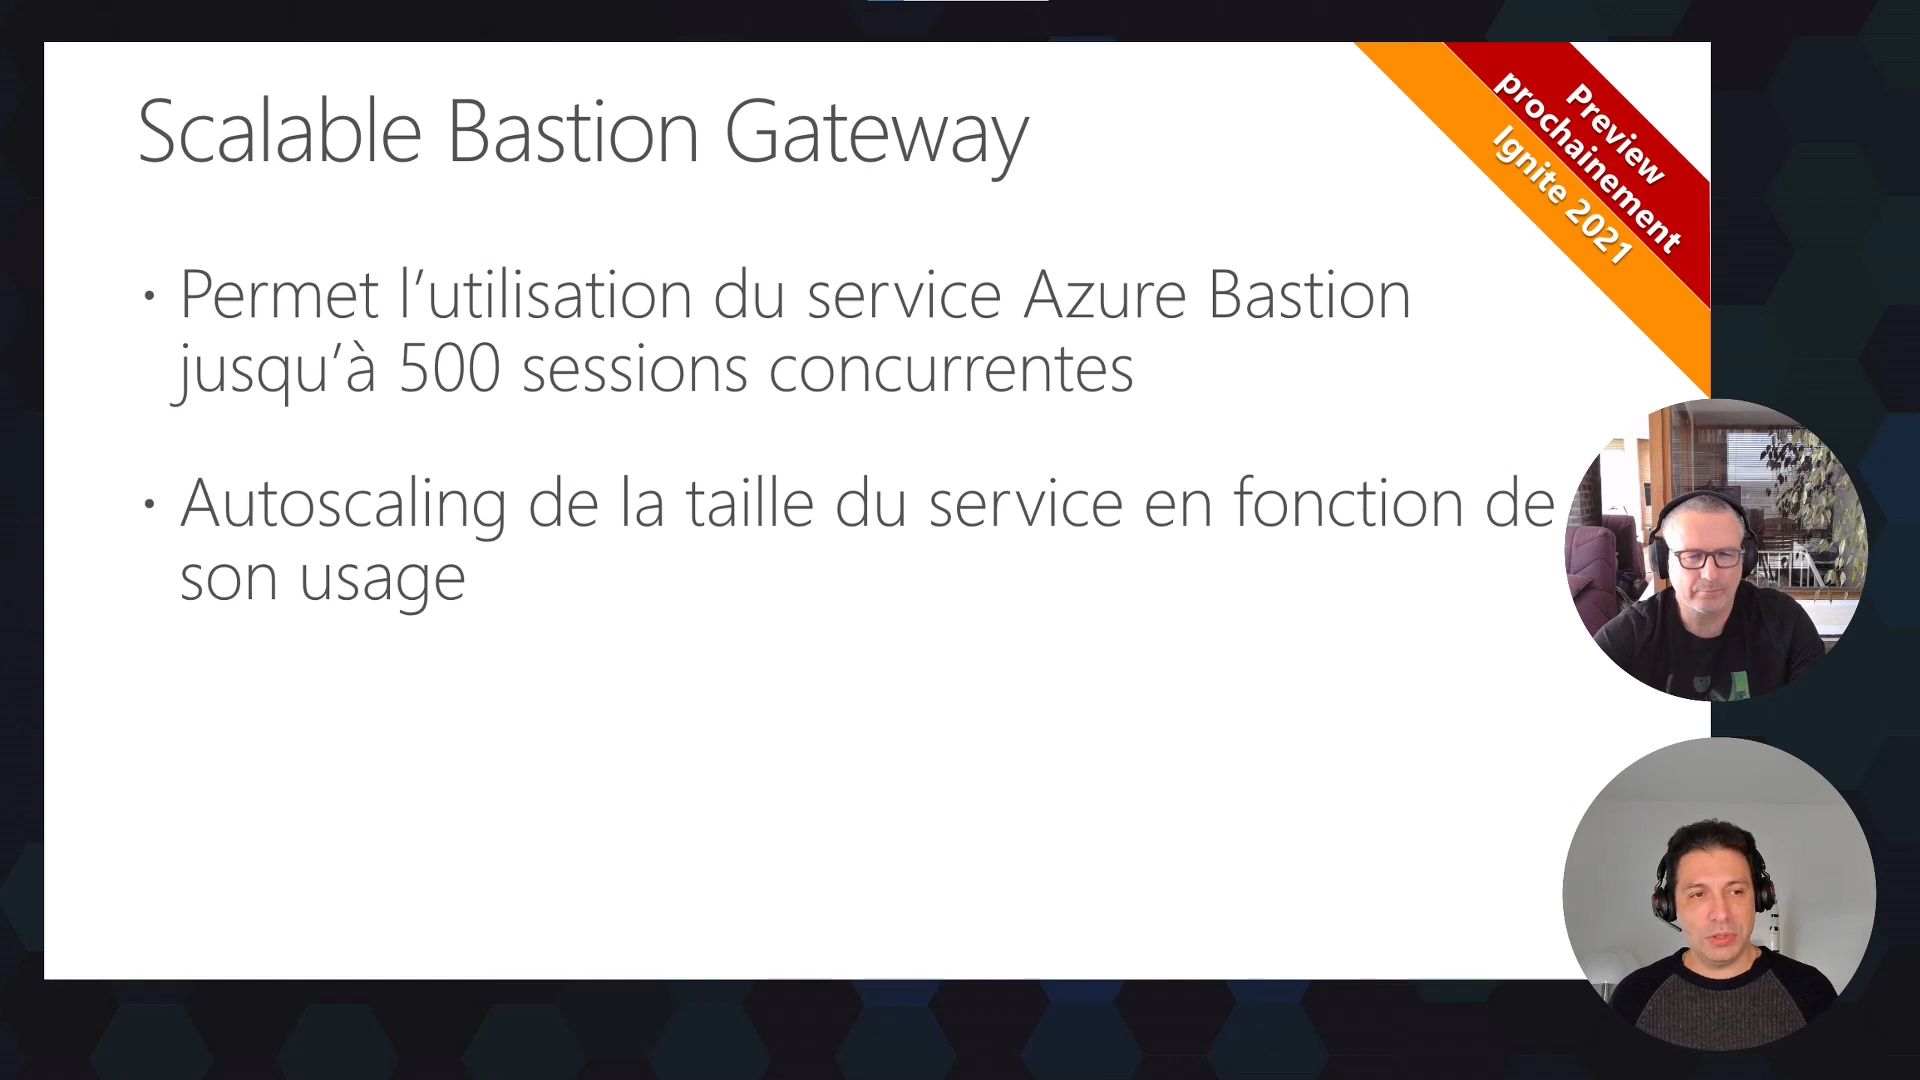 Scalable Bastion Gateway
Preview
prochainement
Ignite 2021
• Permet l’utilisation du service Azure Bastion
jusqu’à 500 sessions concurrentes
• Autoscaling de la taille du service en fonction de
son usage